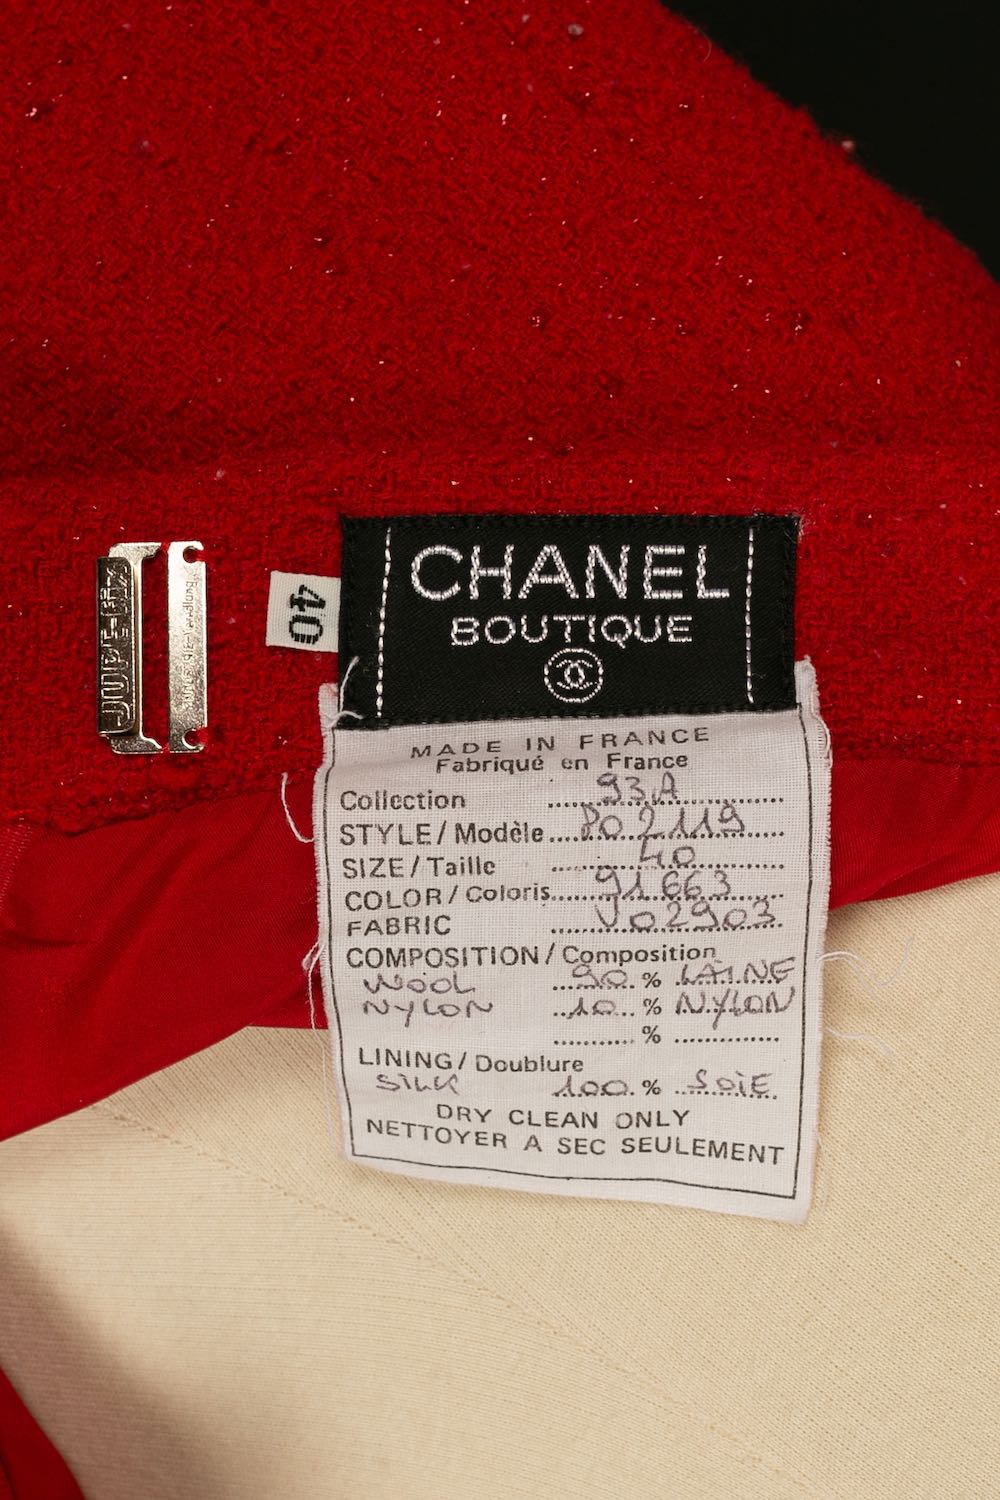 40
CHANEL
BOUTIQUE
MADE IN FRANCE
Fabriqué en France
Collection 93A
STYLE/Modèle P02119
SIZE/Taille 40
COLOR/Coloris 91663
FABRIC V02903
COMPOSITION/Composition
WOOL 90 % LAINE
NYLON 10 % NYLON
%
LINING/Doublure
SILK 100 % SOIE
DRY CLEAN ONLY
NETTOYER A SEC SEULEMENT